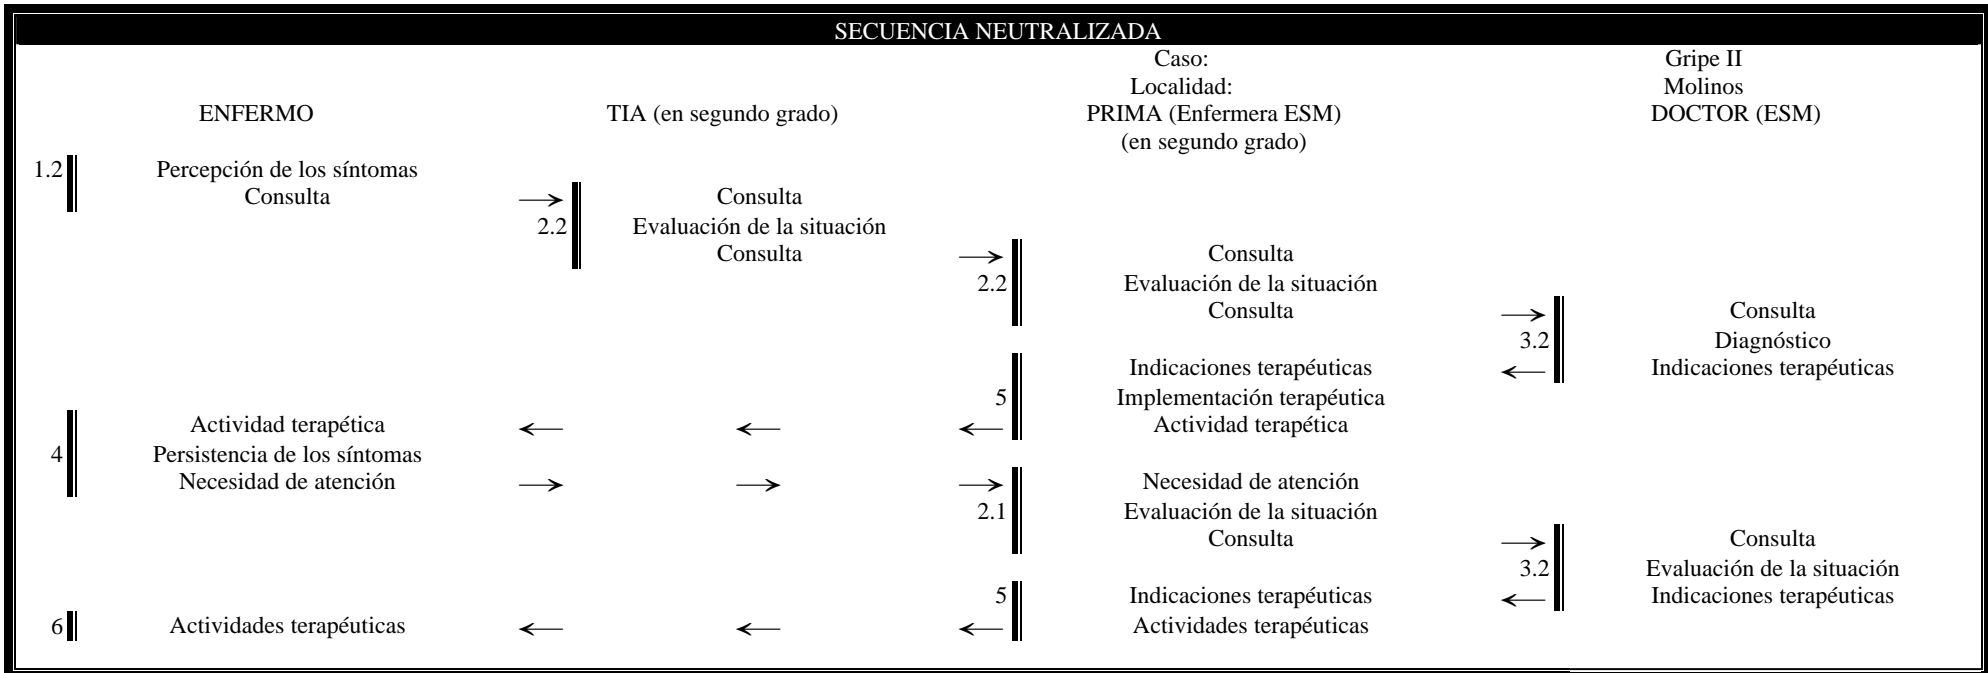 SECUENCIA NEUTRALIZADA
Caso: Gripe II
Localidad: Molinos
ENFERMO TIA (en segundo grado) PRIMA (Enfermera ESM) DOCTOR (ESM)
(en segundo grado)
1.2 Percepción de los síntomas
Consulta → Consulta
2.2 Evaluación de la situación
Consulta → Consulta
2.2 Evaluación de la situación
Consulta → Consulta
3.2 Diagnóstico
Indicaciones terapéuticas ← Indicaciones terapéuticas
5 Implementación terapéutica
Actividad terapética ← ← ← Actividad terapética
4 Persistencia de los síntomas
Necesidad de atención → → → Necesidad de atención
2.1 Evaluación de la situación
Consulta → Consulta
3.2 Evaluación de la situación
5 Indicaciones terapéuticas ← Indicaciones terapéuticas
6 Actividades terapéuticas ← ← ← Actividades terapéuticas